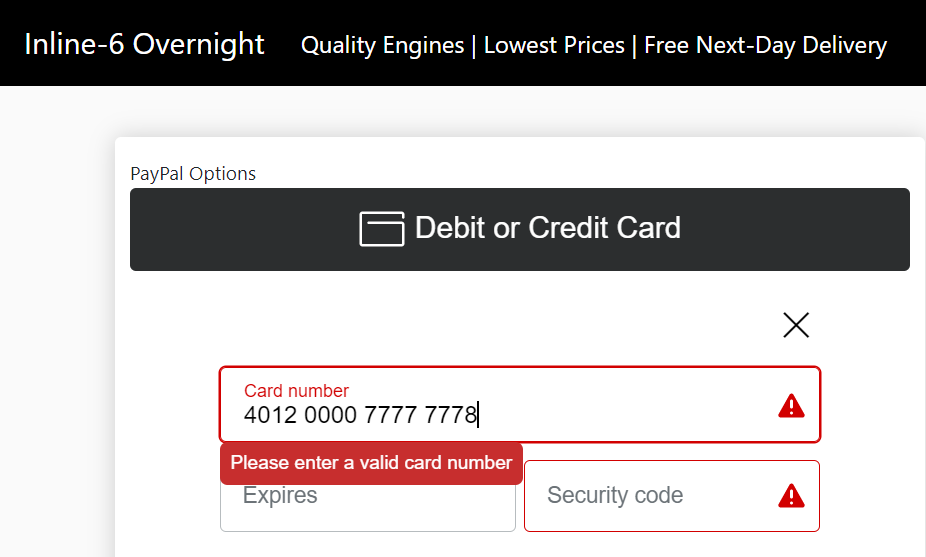 Inline-6 Overnight Quality Engines | Lowest Prices | Free Next-Day Delivery
PayPal Options
Debit or Credit Card
Card number
4012 0000 7777 7778
Please enter a valid card number
Expires Security code